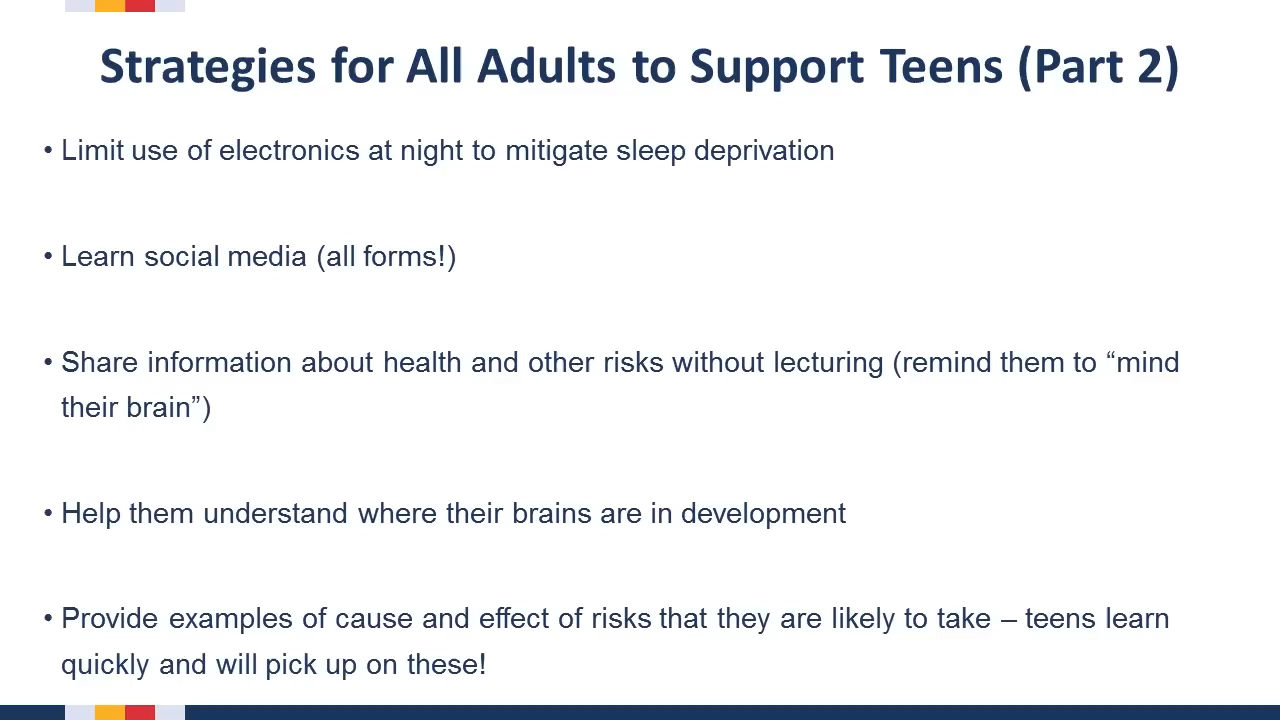 Strategies for All Adults to Support Teens (Part 2)
• Limit use of electronics at night to mitigate sleep deprivation
• Learn social media (all forms!)
• Share information about health and other risks without lecturing (remind them to “mind
their brain”)
• Help them understand where their brains are in development
• Provide examples of cause and effect of risks that they are likely to take – teens learn
quickly and will pick up on these!